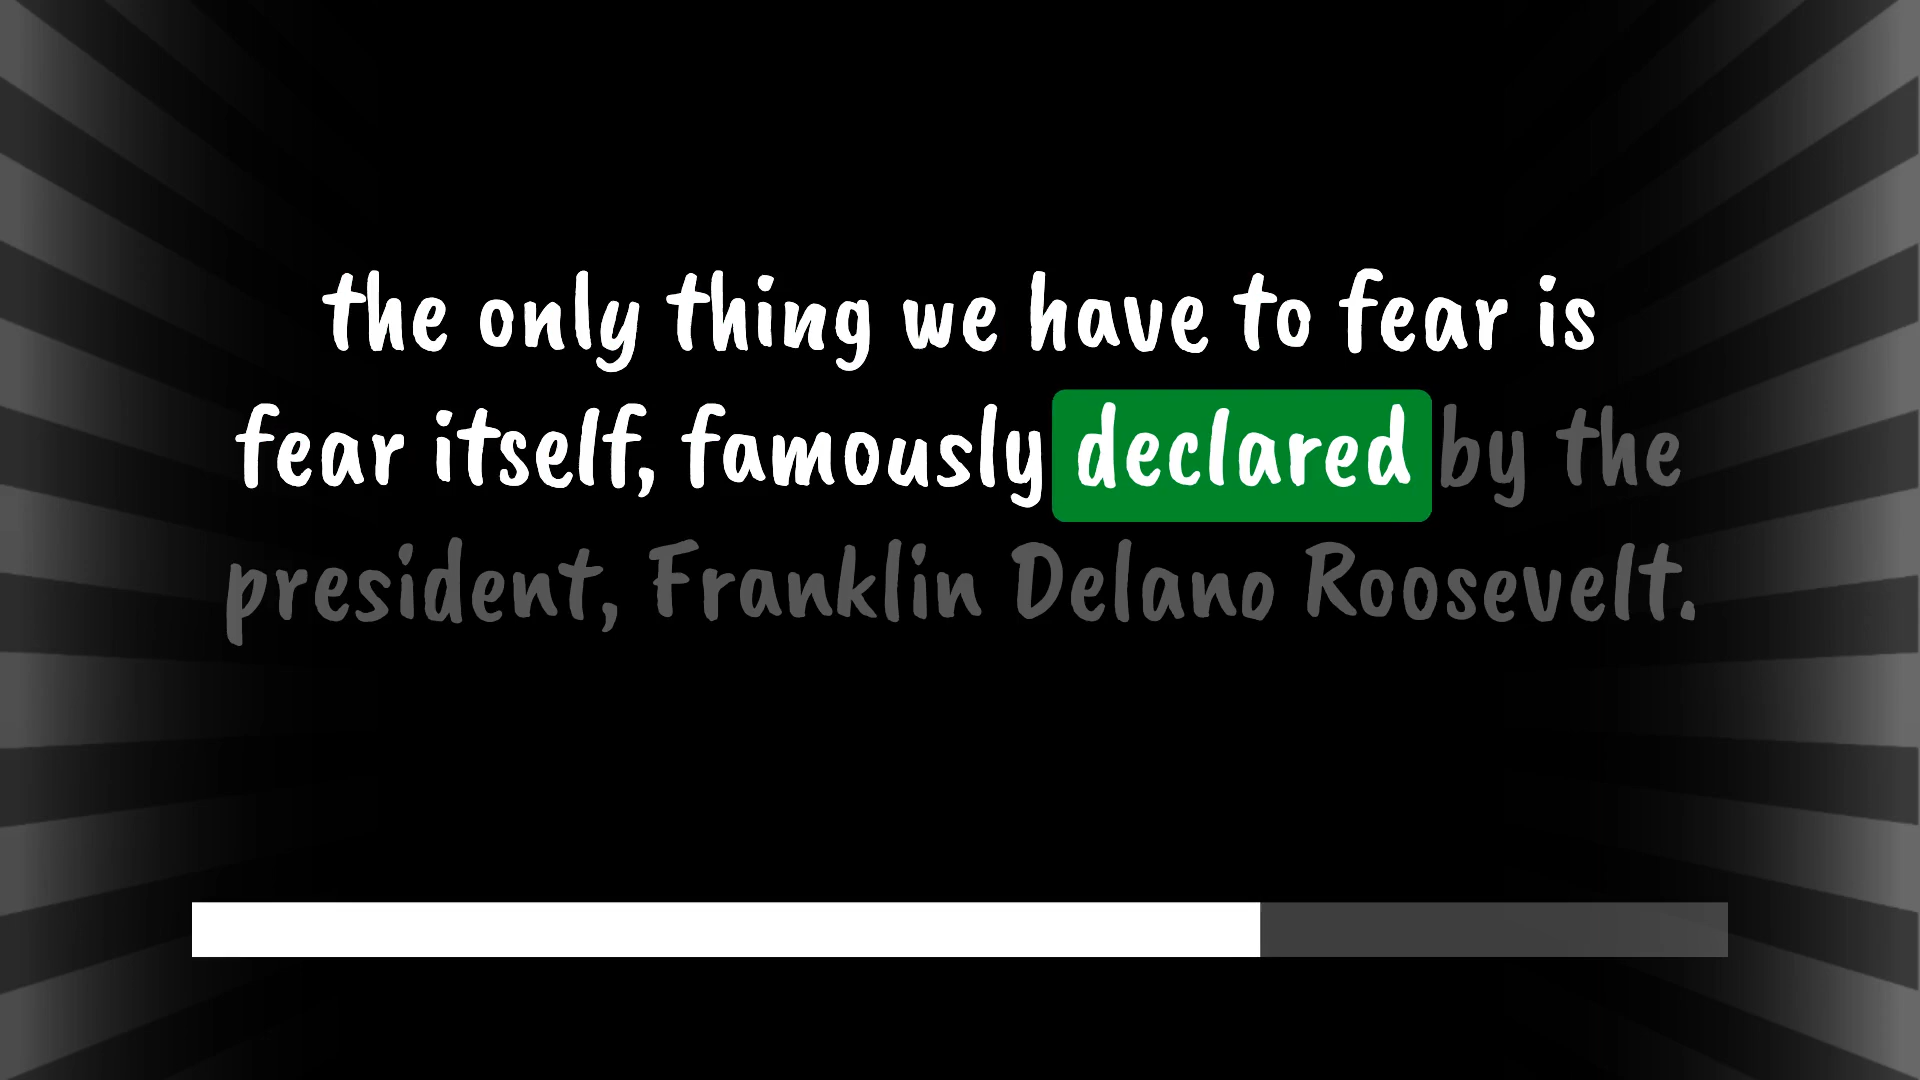 the only thing we have to fear is
fear itself, famously declared by the
president, Franklin Delano Roosevelt.